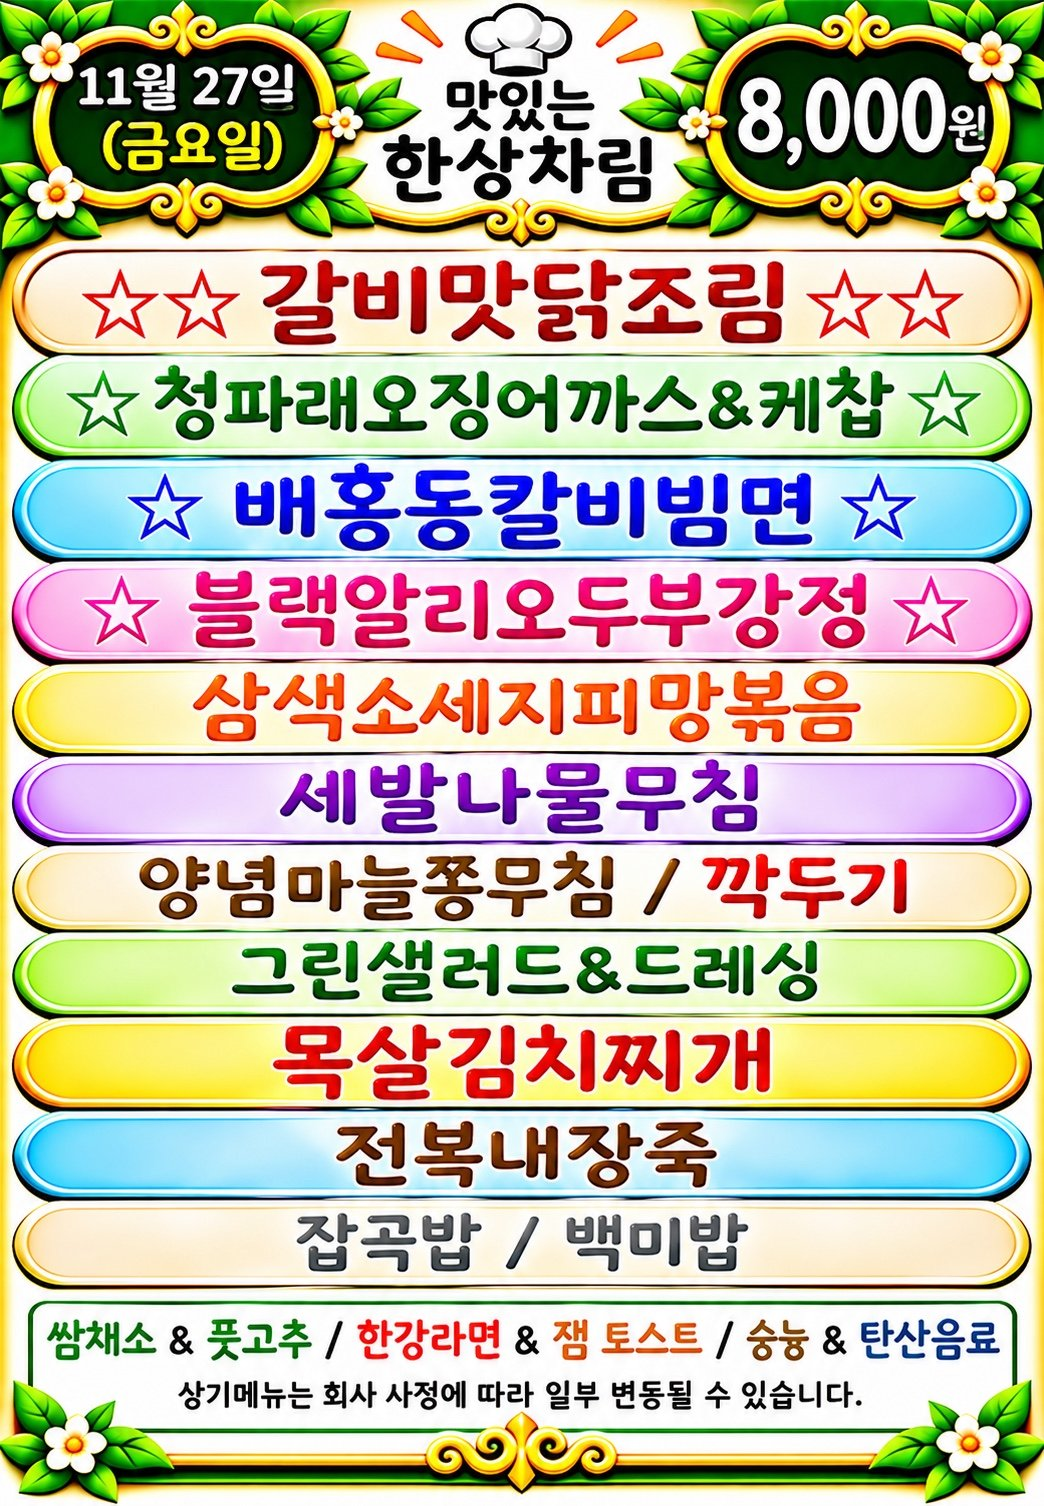 11월 27일
(금요일)
맛있는
한상차림
8,000원
☆☆ 갈비맛닭조림 ☆☆
☆ 청파래오징어까스&케찹 ☆
☆ 배홍동칼비빔면 ☆
☆ 블랙알리오두부강정 ☆
삼색소세지피망볶음
세발나물무침
양념마늘쫑무침 / 깍두기
그린샐러드&드레싱
목살김치찌개
전복내장죽
잡곡밥 / 백미밥
쌈채소 & 풋고추 / 한강라면 & 잼 토스트 / 숭늉 & 탄산음료
상기메뉴는 회사 사정에 따라 일부 변동될 수 있습니다.